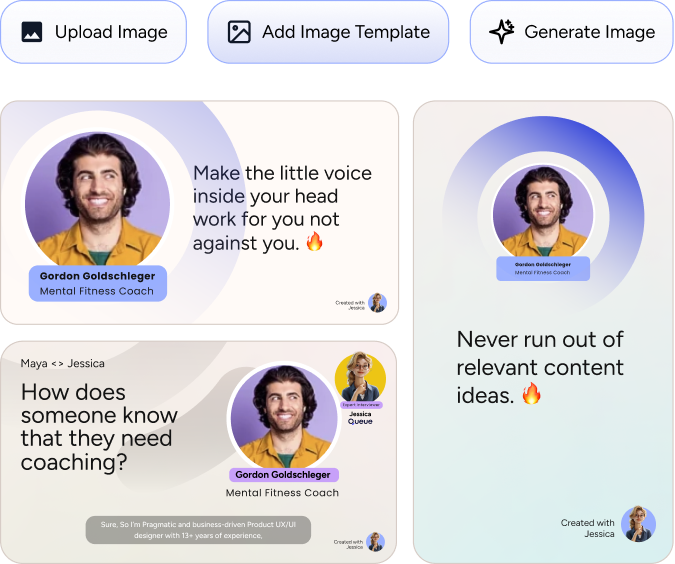 Upload Image
Add Image Template
Generate Image
Make the little voice
inside your head
work for you not
against you. 🔥
Gordon Goldschleger
Mental Fitness Coach
Created with
Jessica
Gordon Goldschleger
Mental Fitness Coach
Never run out of
relevant content
ideas. 🔥
Created with
Jessica
Maya <> Jessica
How does
someone know
that they need
coaching?
Expert Interviewer
Jessica
Queue
Gordon Goldschleger
Mental Fitness Coach
Sure, So I'm Pragmatic and business-driven Product UX/UI
designer with 13+ years of experience,
Created with
Jessica